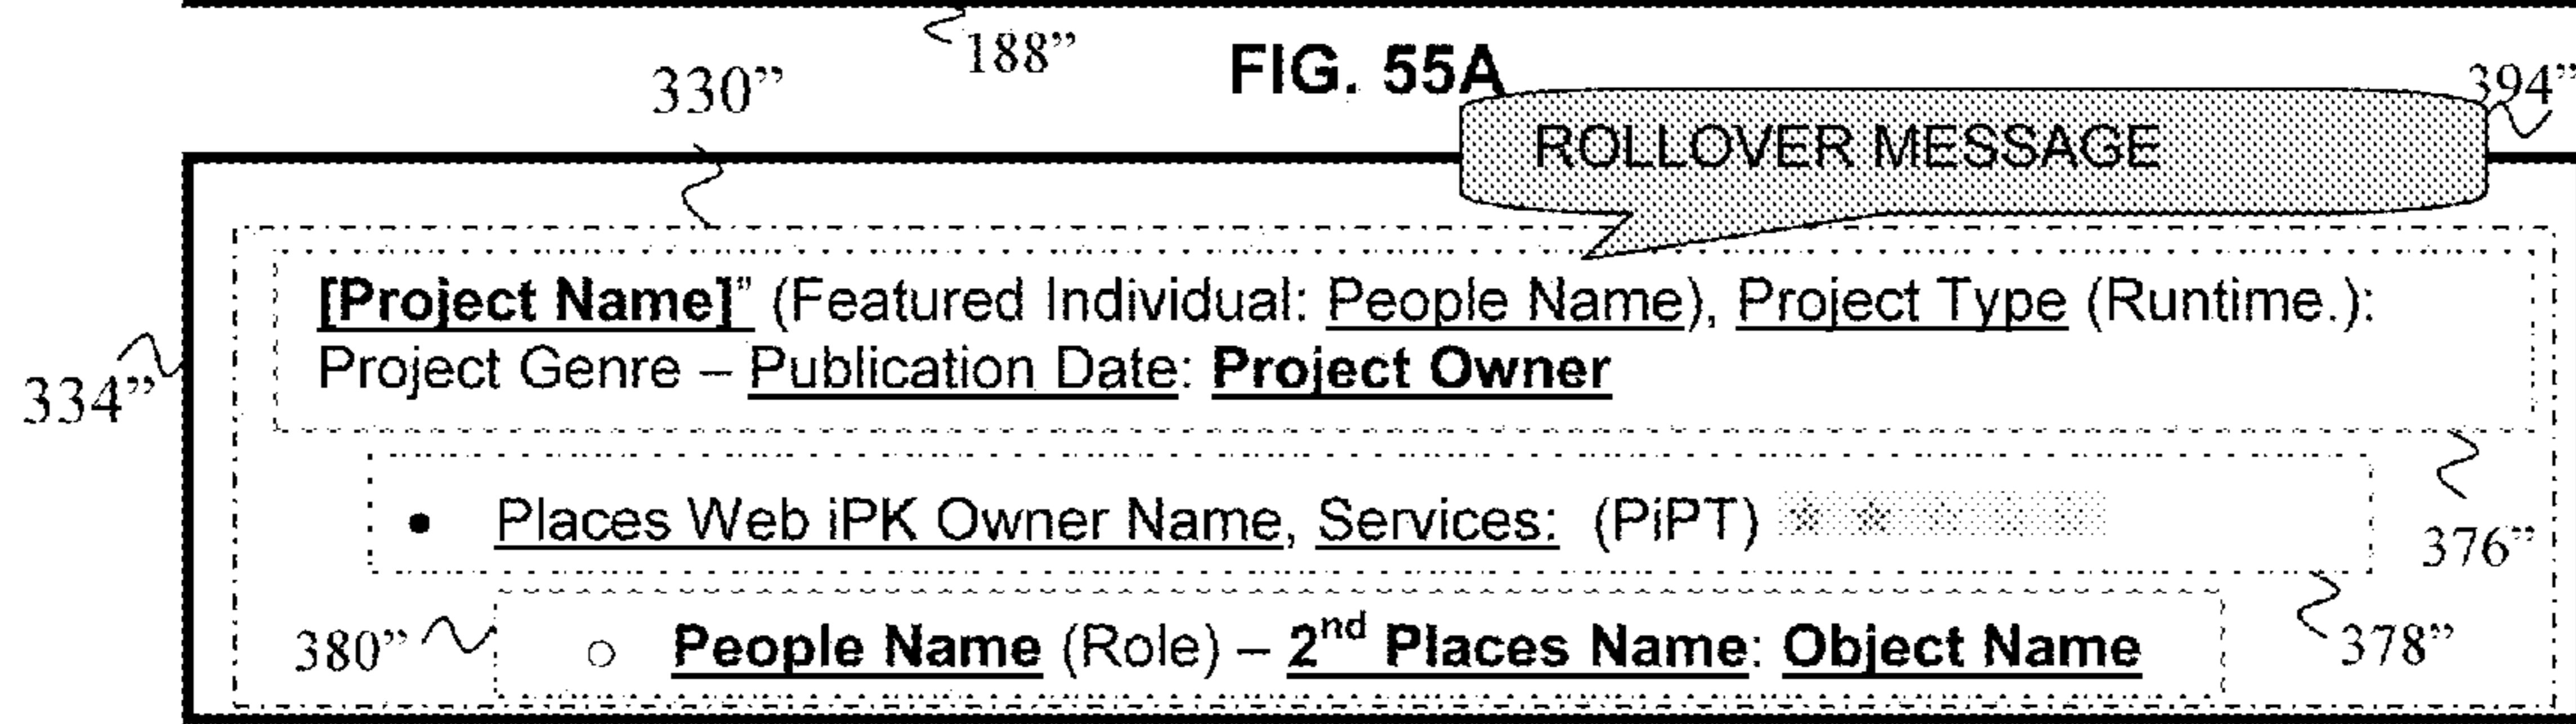 188”
FIG. 55A
330”
394”
ROLLOVER MESSAGE
[Project Name]” (Featured Individual: People Name), Project Type (Runtime.):
Project Genre – Publication Date: Project Owner
334”
• Places Web iPK Owner Name, Services: (PiPT)
376”
380”
○ People Name (Role) – 2nd Places Name: Object Name
378”